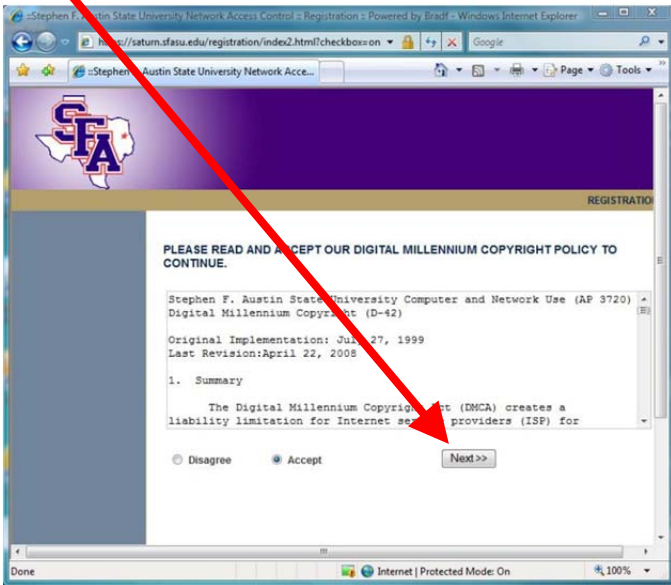 ::Stephen F. Austin State University Network Access Control :: Registration :: Powered by Bradf - Windows Internet Explorer
https://saturn.sfasu.edu/registration/index2.html?checkbox=on
Google
::Stephen F. Austin State University Network Acce...
Page
Tools
SFA
REGISTRATIO
PLEASE READ AND ACCEPT OUR DIGITAL MILLENNIUM COPYRIGHT POLICY TO
CONTINUE.
Stephen F. Austin State University Computer and Network Use (AP 3720)
Digital Millennium Copyright (D-42)
Original Implementation: July 27, 1999
Last Revision:April 22, 2008
1. Summary
The Digital Millennium Copyright Act (DMCA) creates a
liability limitation for Internet service providers (ISP) for
Disagree
Accept
Next>>
Done
Internet | Protected Mode: On
100%